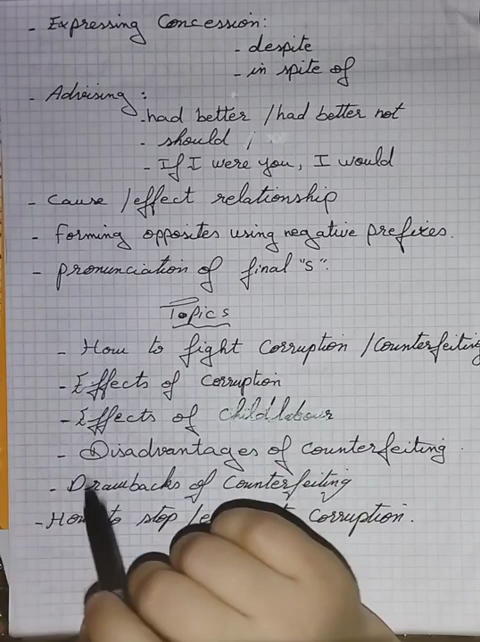 - Expressing Concession:
- despite
- in spite of
- Advising:
- had better / had better not
- should ;
- If I were you, I would
- cause / effect relationship
- Forming opposites using negative prefixes.
- pronunciation of final "s".
Topics
- How to fight corruption / counterfeiting
- Effects of corruption
- Effects of child labour
- Disadvantages of counterfeiting.
- Drawbacks of counterfeiting
- How to stop / corruption.